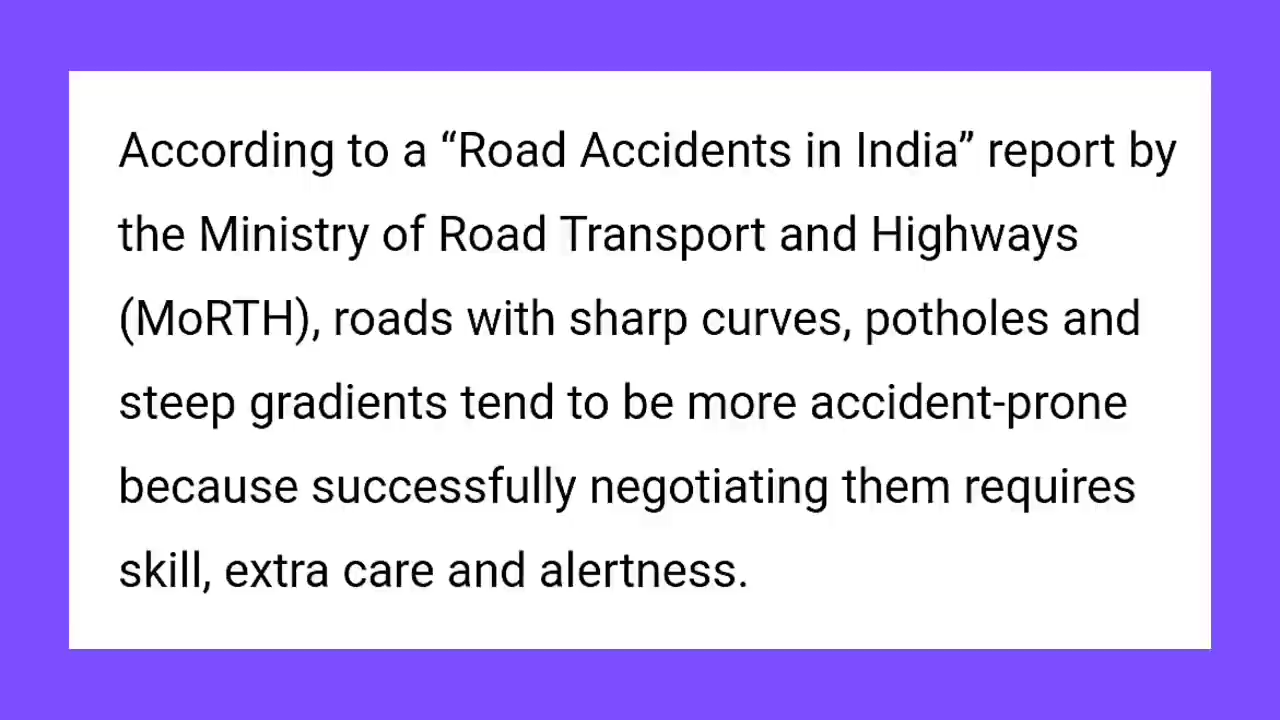 According to a “Road Accidents in India” report by
the Ministry of Road Transport and Highways
(MoRTH), roads with sharp curves, potholes and
steep gradients tend to be more accident-prone
because successfully negotiating them requires
skill, extra care and alertness.